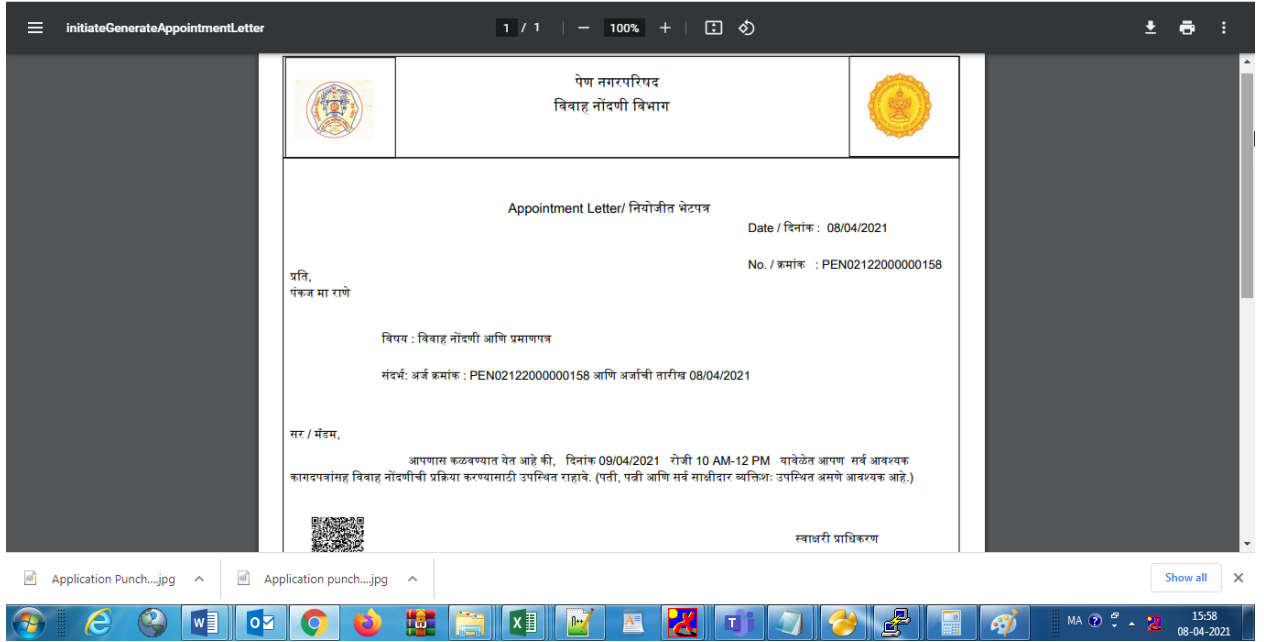 initiateGenerateAppointmentLetter 1 / 1 100%
पेण नगरपरिषद
विवाह नोंदणी विभाग
Appointment Letter/ नियोजीत भेटपत्र
Date / दिनांक : 08/04/2021
No. / क्रमांक : PEN02122000000158
प्रति,
पंकज मा राणे
विषय : विवाह नोंदणी आणि प्रमाणपत्र
संदर्भ: अर्ज क्रमांक : PEN02122000000158 आणि अर्जाची तारीख 08/04/2021
सर / मॅडम,
आपणास कळवण्यात येत आहे की, दिनांक 09/04/2021 रोजी 10 AM-12 PM यावेळेत आपण सर्व आवश्यक
कागदपत्रांसह विवाह नोंदणीची प्रक्रिया करण्यासाठी उपस्थित राहावे. (पती, पत्नी आणि सर्व साक्षीदार व्यक्तिशः उपस्थित असणे आवश्यक आहे.)
स्वाक्षरी प्राधिकरण
Application Punch....jpg Application punch....jpg Show all
MA 15:58
08-04-2021